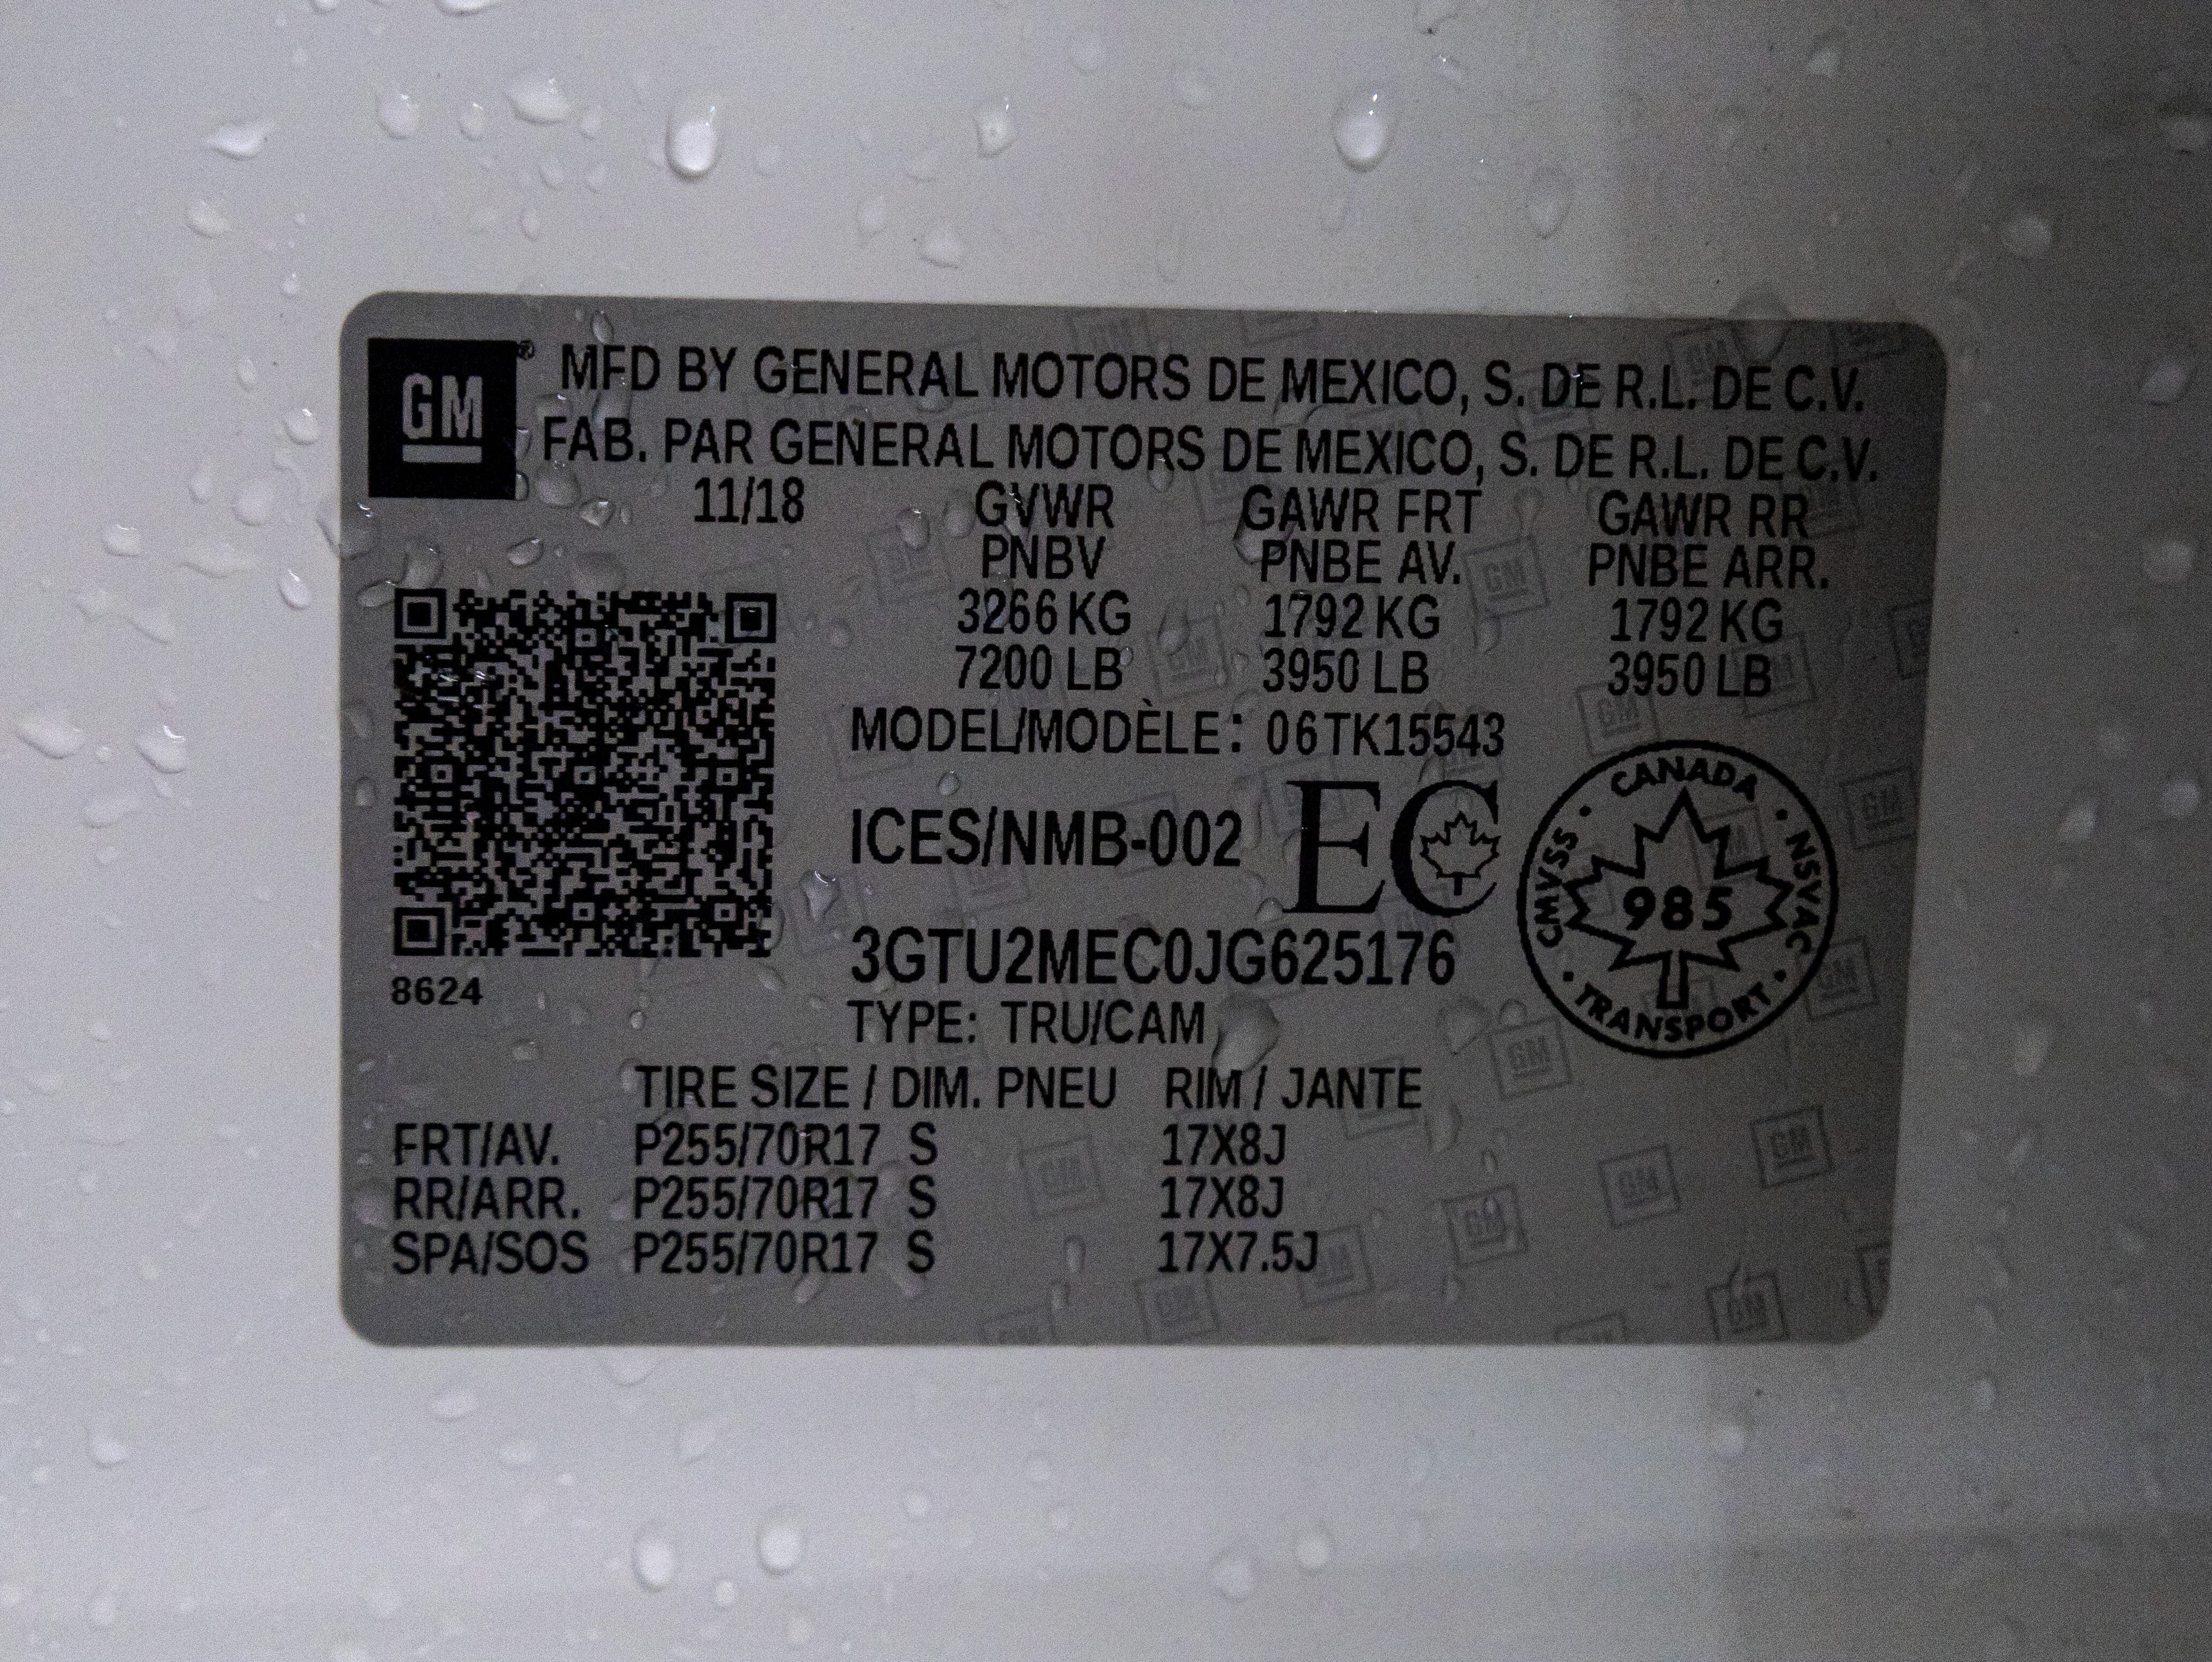 GM® MFD BY GENERAL MOTORS DE MEXICO, S. DE R.L. DE C.V.
FAB. PAR GENERAL MOTORS DE MEXICO, S. DE R.L. DE C.V.
11/18 GVWR GAWR FRT GAWR RR
PNBV PNBE AV. PNBE ARR.
3266 KG 1792 KG 1792 KG
7200 LB 3950 LB 3950 LB
MODEL/MODÈLE: 06TK15543
ICES/NMB-002 EC
CANADA · NSVAC · TRANSPORT · CMVSS ·
985
3GTU2MEC0JG625176
8624
TYPE: TRU/CAM
TIRE SIZE / DIM. PNEU RIM / JANTE
FRT/AV. P255/70R17 S 17X8J
RR/ARR. P255/70R17 S 17X8J
SPA/SOS P255/70R17 S 17X7.5J